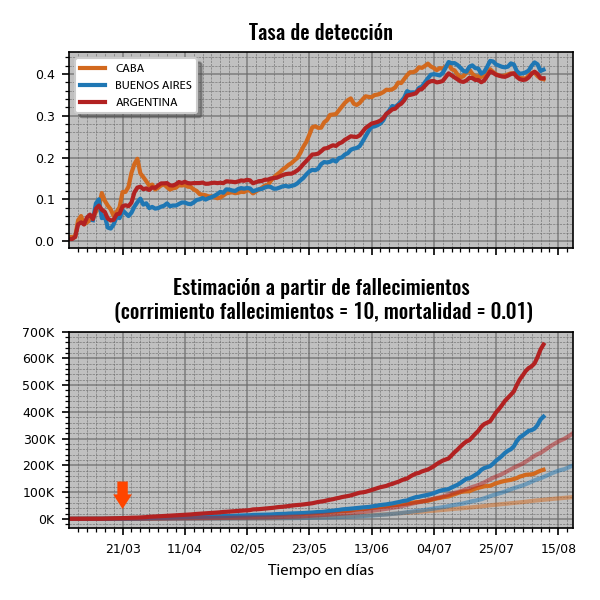 Tasa de detección
CABA
BUENOS AIRES
ARGENTINA
0.4
0.3
0.2
0.1
0.0
Estimación a partir de fallecimientos
(corrimiento fallecimientos = 10, mortalidad = 0.01)
700K
600K
500K
400K
300K
200K
100K
0K
21/03 11/04 02/05 23/05 13/06 04/07 25/07 15/08
Tiempo en días